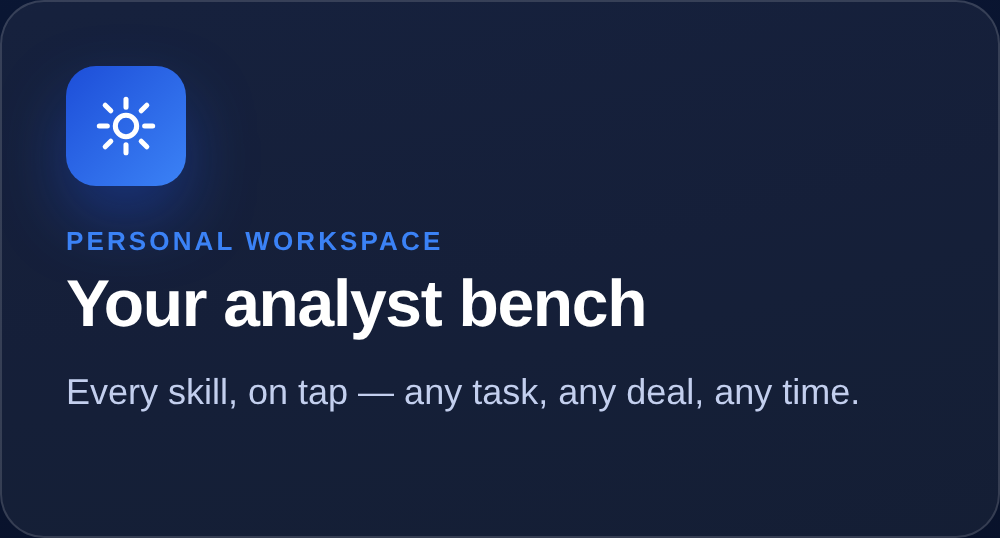 PERSONAL WORKSPACE
Your analyst bench
Every skill, on tap — any task, any deal, any time.